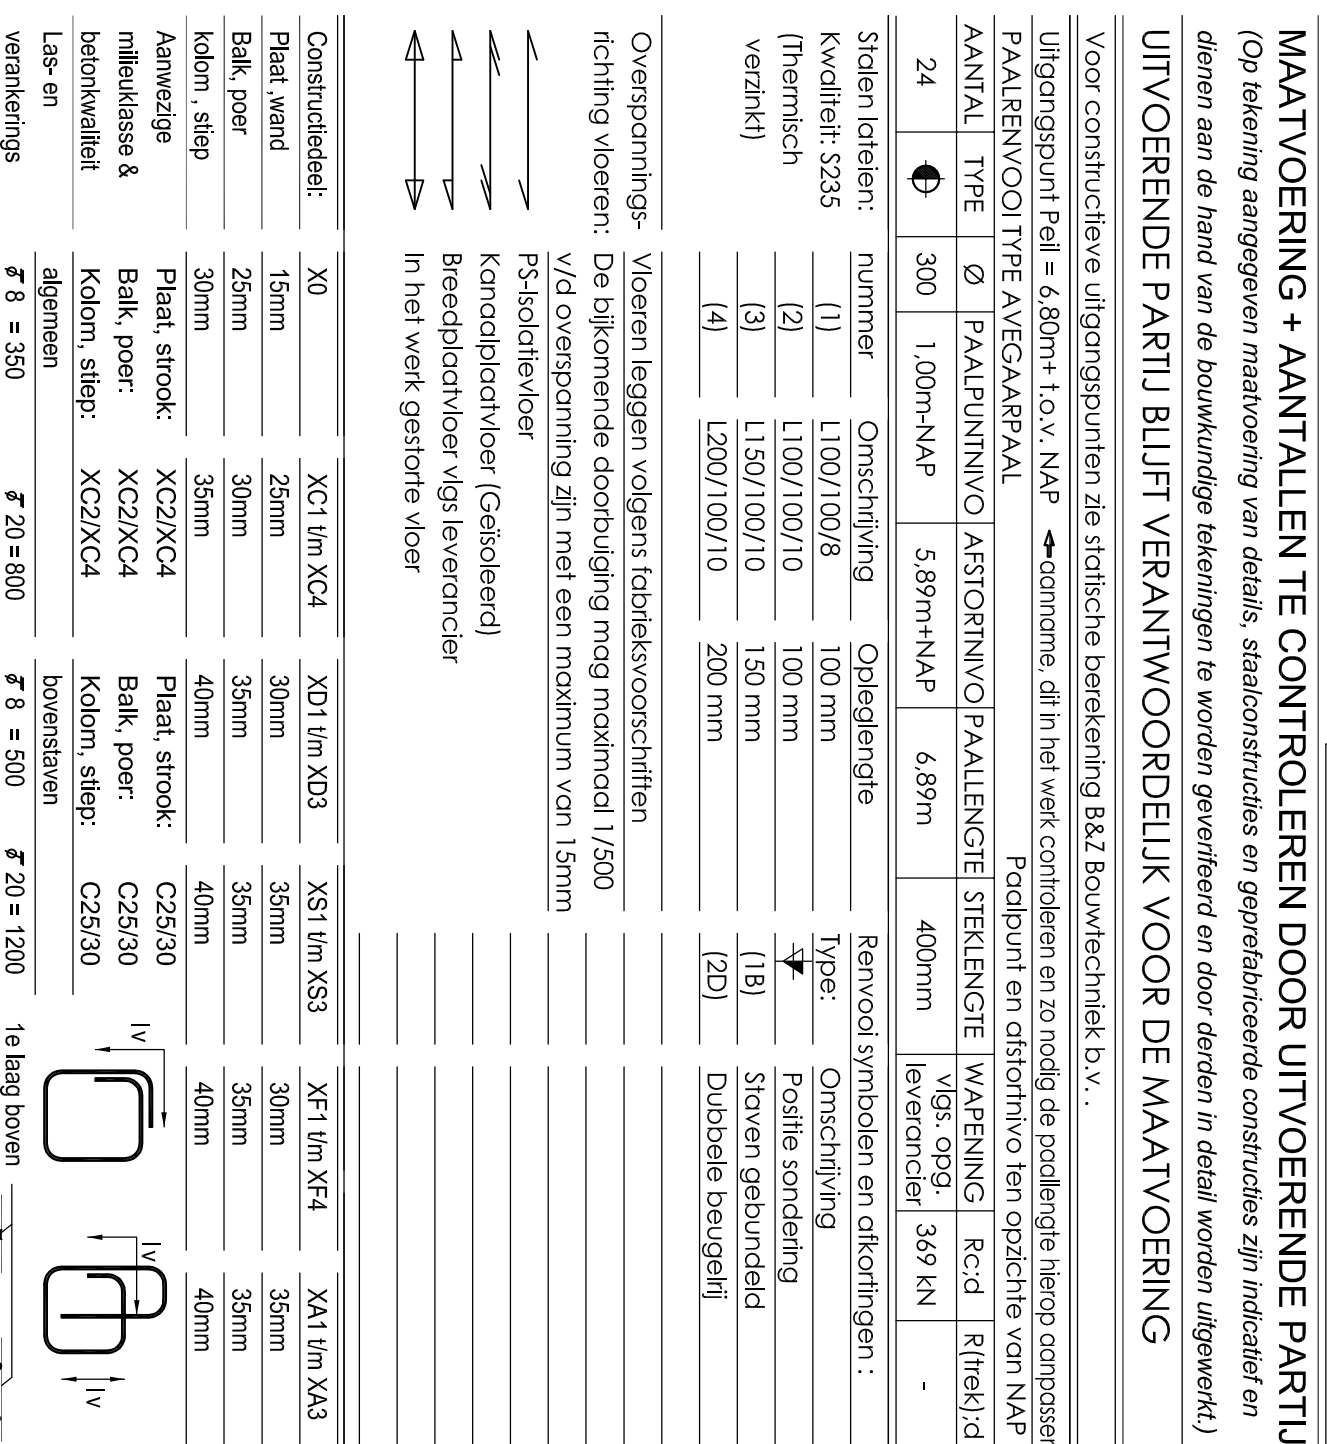 MAATVOERING + AANTALLEN TE CONTROLEREN DOOR UITVOERENDE PARTIJ
(Op tekening aangegeven maatvoering van details, staalconstructies en geprefabriceerde constructies zijn indicatief en
dienen aan de hand van de bouwkundige tekeningen te worden geverifeerd en door derden in detail worden uitgewerkt.)
UITVOERENDE PARTIJ BLIJFT VERANTWOORDELIJK VOOR DE MAATVOERING
Voor constructieve uitgangspunten zie statische berekening B&Z Bouwtechniek b.v. .
Uitgangspunt Peil = 6,80m+ t.o.v. NAP aanname, dit in het werk controleren en zo nodig de paallengte hierop aanpassen
PAALRENVOOI TYPE AVEGAARPAAL Paalpunt en afstortnivo ten opzichte van NAP
AANTAL TYPE Ø PAALPUNTNIVO AFSTORTNIVO PAALLENGTE STEKLENGTE WAPENING Rc;d R(trek);d
24 300 1,00m-NAP 5,89m+NAP 6,89m 400mm vlgs. opg. 369 kN -
leverancier
Stalen lateien: nummer Omschrijving Opleglengte Renvooi symbolen en afkortingen :
Kwaliteit: S235 (1) L100/100/8 100 mm Type: Omschrijving
(Thermisch (2) L100/100/10 100 mm Positie sondering
verzinkt) (3) L150/100/10 150 mm (1B) Staven gebundeld
(4) L200/100/10 200 mm (2D) Dubbele beugelrij
Overspannings- Vloeren leggen volgens fabrieksvoorschriften
richting vloeren: De bijkomende doorbuiging mag maximaal 1/500
v/d overspanning zijn met een maximum van 15mm
PS-Isolatievloer
Kanaalplaatvloer (Geïsoleerd)
Breedplaatvloer vlgs leverancier
In het werk gestorte vloer
Constructiedeel: X0 XC1 t/m XC4 XD1 t/m XD3 XS1 t/m XS3 XF1 t/m XF4 XA1 t/m XA3
Plaat ,wand 15mm 25mm 30mm 35mm 30mm 35mm
Balk, poer 25mm 30mm 35mm 35mm 35mm 35mm
kolom , stiep 30mm 35mm 40mm 40mm 40mm 40mm
Aanwezige Plaat, strook: XC2/XC4 Plaat, strook: C25/30
milieuklasse & Balk, poer: XC2/XC4 Balk, poer: C25/30
betonkwaliteit Kolom, stiep: XC2/XC4 Kolom, stiep: C25/30
lv lv lv
Las- en algemeen bovenstaven
verankerings 8 = 350 20 =800 8 = 500 20 = 1200 1e laag boven